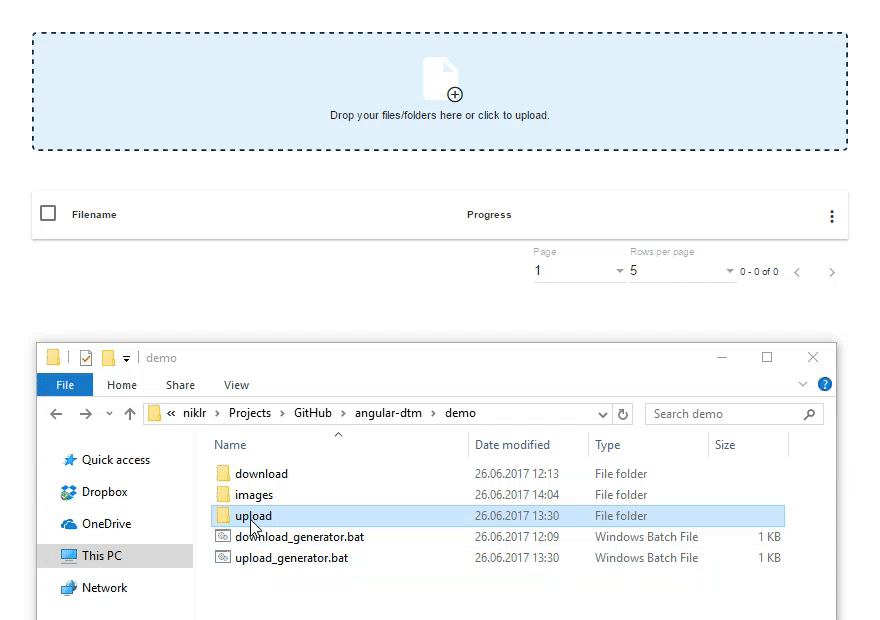 Drop your files/folders here or click to upload.
Filename Progress
Page Rows per page
1 5 0 - 0 of 0
demo
File Home Share View
« niklr > Projects > GitHub > angular-dtm > demo Search demo
Name Date modified Type Size
Quick access
Dropbox
OneDrive
This PC
Network
download 26.06.2017 12:13 File folder
images 26.06.2017 14:04 File folder
upload 26.06.2017 13:30 File folder
download_generator.bat 26.06.2017 12:09 Windows Batch File 1 KB
upload_generator.bat 26.06.2017 13:30 Windows Batch File 1 KB